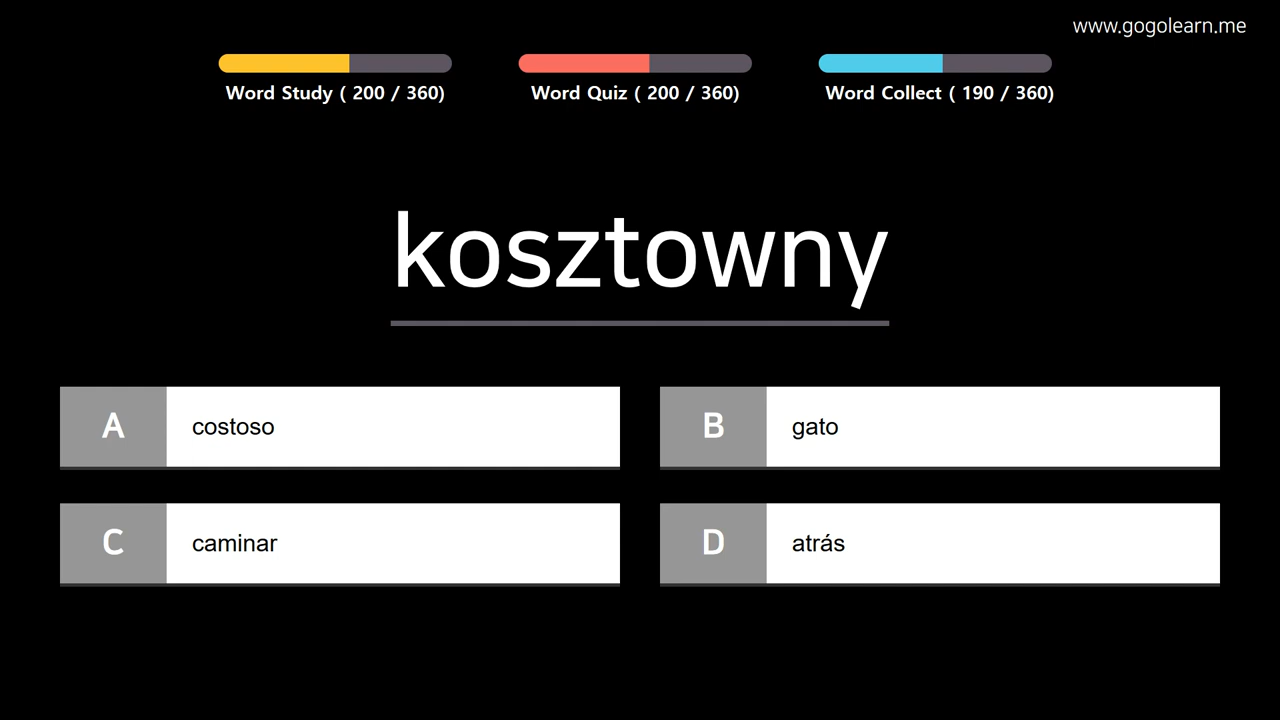 www.gogolearn.me
Word Study ( 200 / 360)
Word Quiz ( 200 / 360)
Word Collect ( 190 / 360)
kosztowny
A
costoso
B
gato
C
caminar
D
atrás